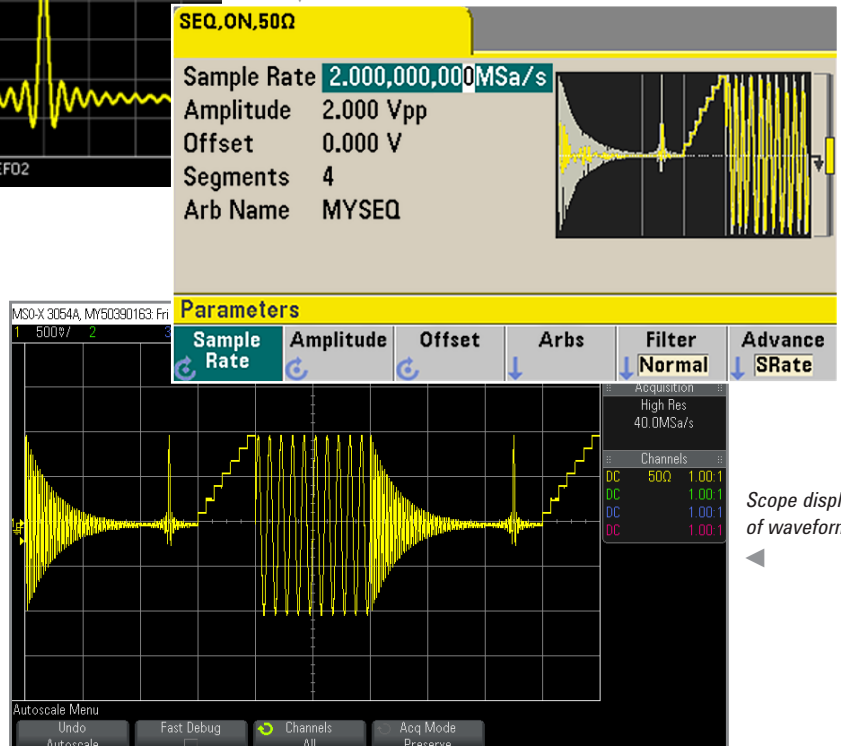 SEQ,ON,50Ω
Sample Rate 2.000,000,000MSa/s
Amplitude 2.000 Vpp
Offset 0.000 V
Segments 4
Arb Name MYSEQ
Parameters
Sample Rate
Amplitude
Offset
Arbs
Filter
Normal
Advance
SRate
MSO-X 3054A, MY50390163: Fri
1 500 2 3
Acquisition
High Res
40.0MSa/s
Channels
DC 50Ω 1.00:1
DC 1.00:1
DC 1.00:1
DC 1.00:1
Scope
of
Autoscale Menu
Undo
Autoscale
Fast Debug
Channels
All
Acq Mode
Preserve